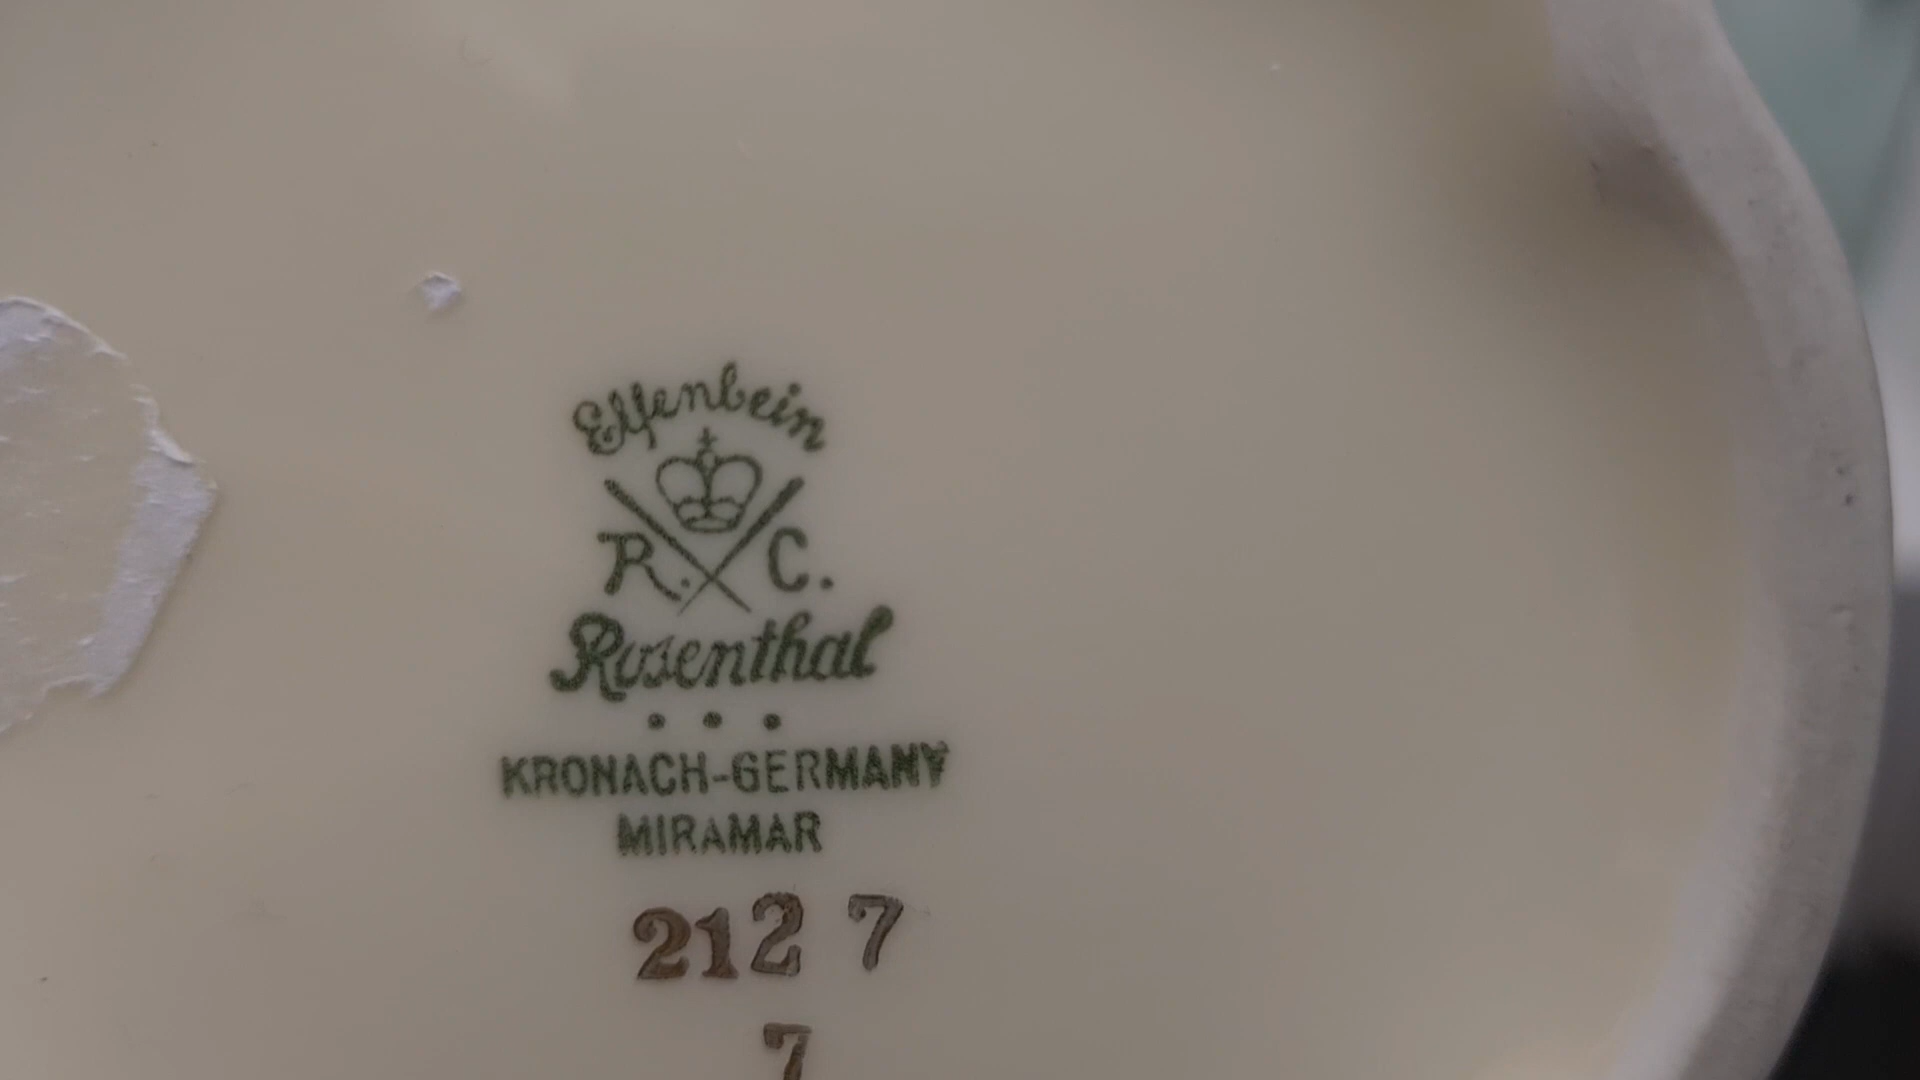 Elfenbein
R. C.
Rosenthal
• • •
KRONACH-GERMANY
MIRAMAR
212 7
7